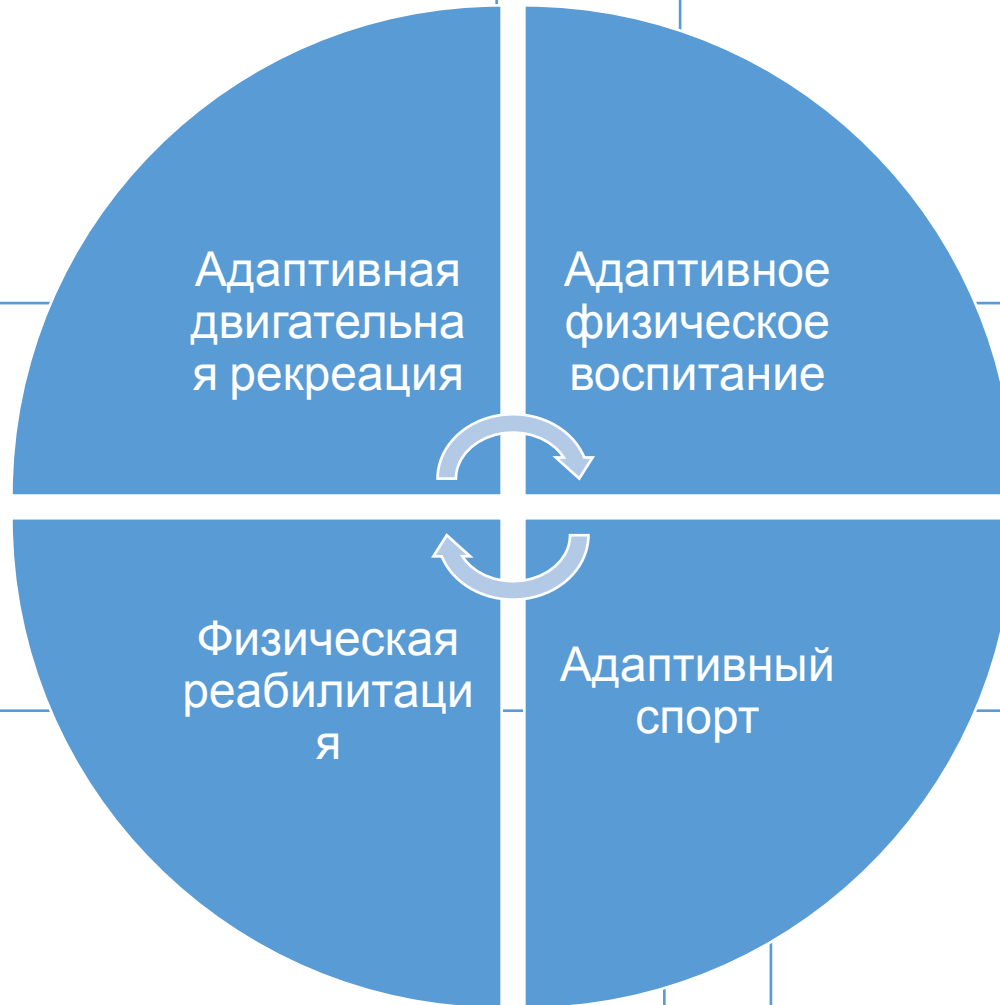 Адаптивная
двигательна
я рекреация
Адаптивное
физическое
воспитание
Физическая
реабилитаци
я
Адаптивный
спорт